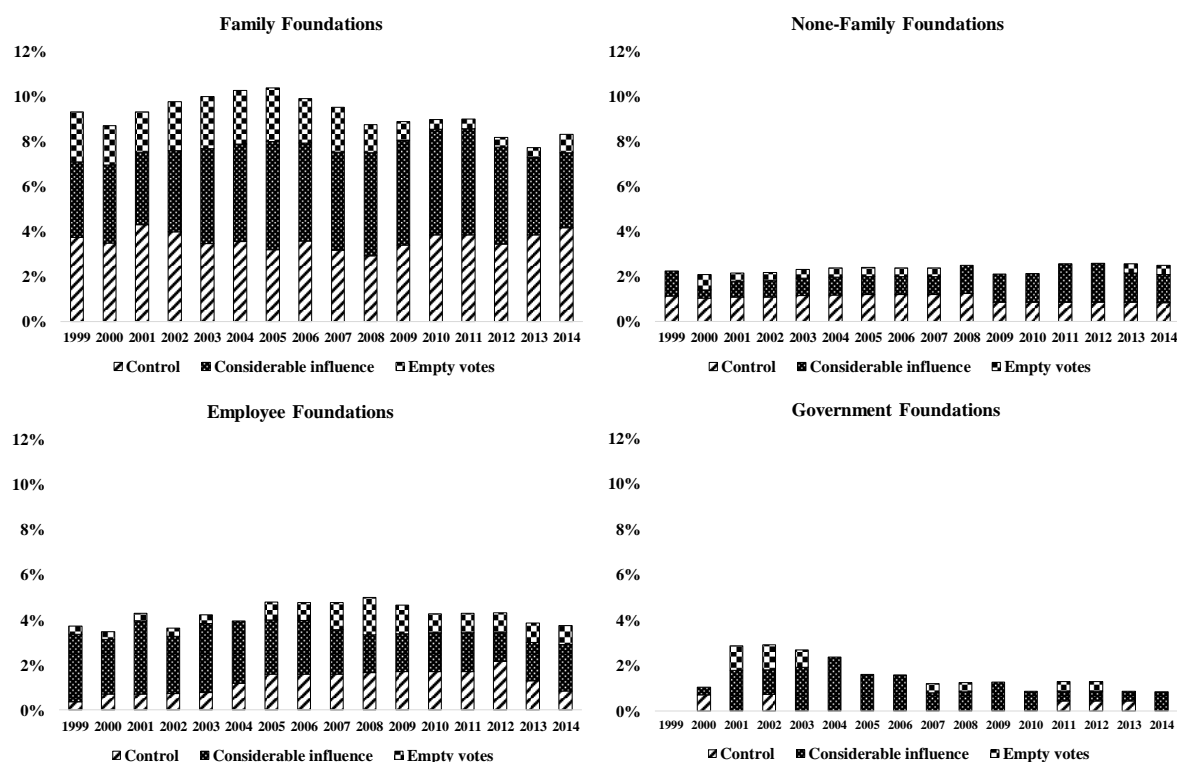 Family Foundations
12%
10%
8%
6%
4%
2%
0%
1999 2000 2001 2002 2003 2004 2005 2006 2007 2008 2009 2010 2011 2012 2013 2014
Control Considerable influence Empty votes
None-Family Foundations
12%
10%
8%
6%
4%
2%
0%
1999 2000 2001 2002 2003 2004 2005 2006 2007 2008 2009 2010 2011 2012 2013 2014
Control Considerable influence Empty votes
Employee Foundations
12%
10%
8%
6%
4%
2%
0%
1999 2000 2001 2002 2003 2004 2005 2006 2007 2008 2009 2010 2011 2012 2013 2014
Control Considerable influence Empty votes
Government Foundations
12%
10%
8%
6%
4%
2%
0%
1999 2000 2001 2002 2003 2004 2005 2006 2007 2008 2009 2010 2011 2012 2013 2014
Control Considerable influence Empty votes